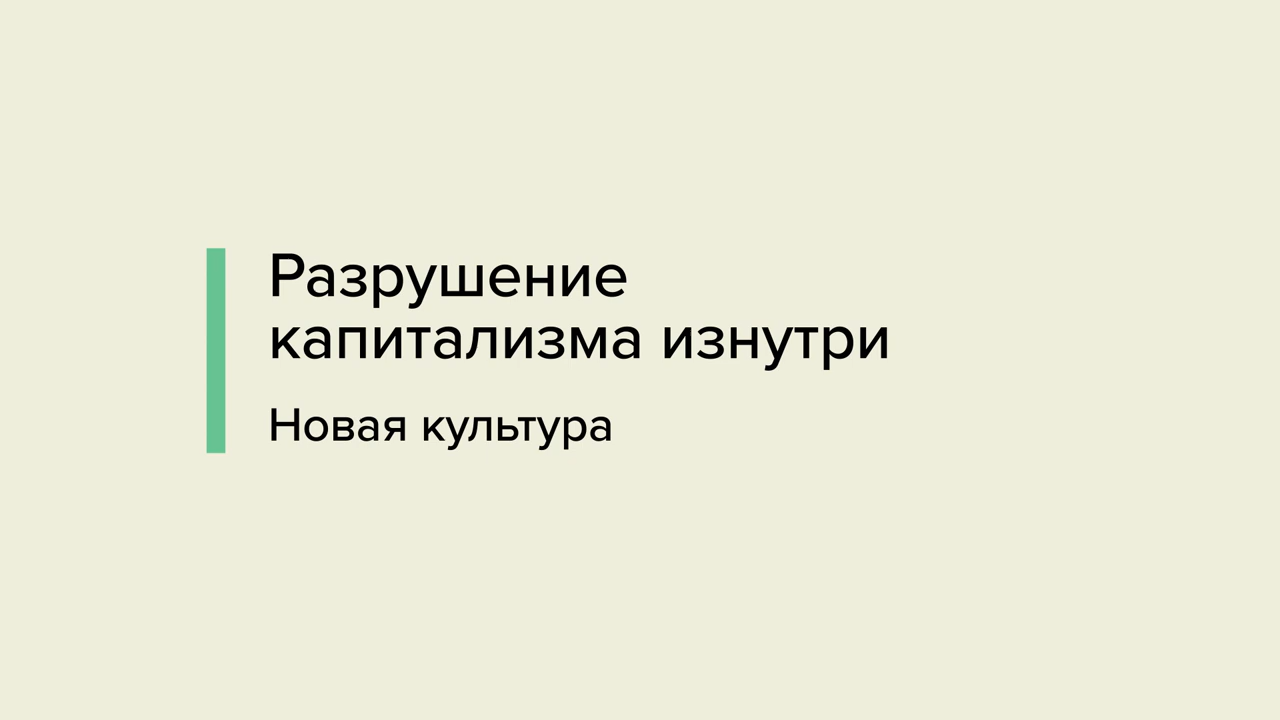 Разрушение
капитализма изнутри
Новая культура